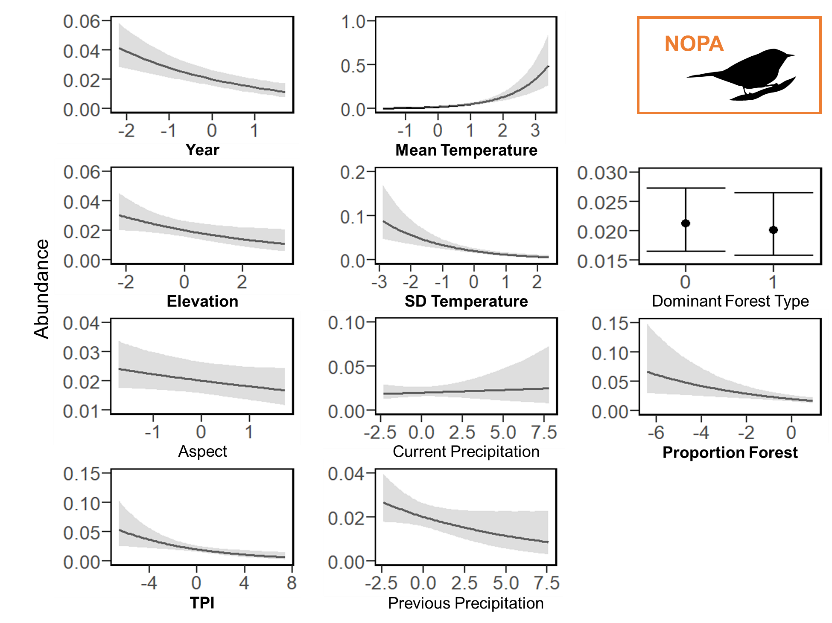 Abundance
0.06
0.04
0.02
0.00
-2 -1 0 1
Year
1.0
0.5
0.0
-1 0 1 2 3
Mean Temperature
NOPA
0.06
0.04
0.02
0.00
-2 0 2
Elevation
0.2
0.1
0.0
-3 -2 -1 0 1 2
SD Temperature
0.030
0.025
0.020
0.015
0 1
Dominant Forest Type
0.04
0.03
0.02
0.01
-1 0 1
Aspect
0.10
0.05
0.00
-2.5 0.0 2.5 5.0 7.5
Current Precipitation
0.15
0.10
0.05
0.00
-6 -4 -2 0
Proportion Forest
0.15
0.10
0.05
0.00
-4 0 4 8
TPI
0.04
0.02
0.00
-2.5 0.0 2.5 5.0 7.5
Previous Precipitation